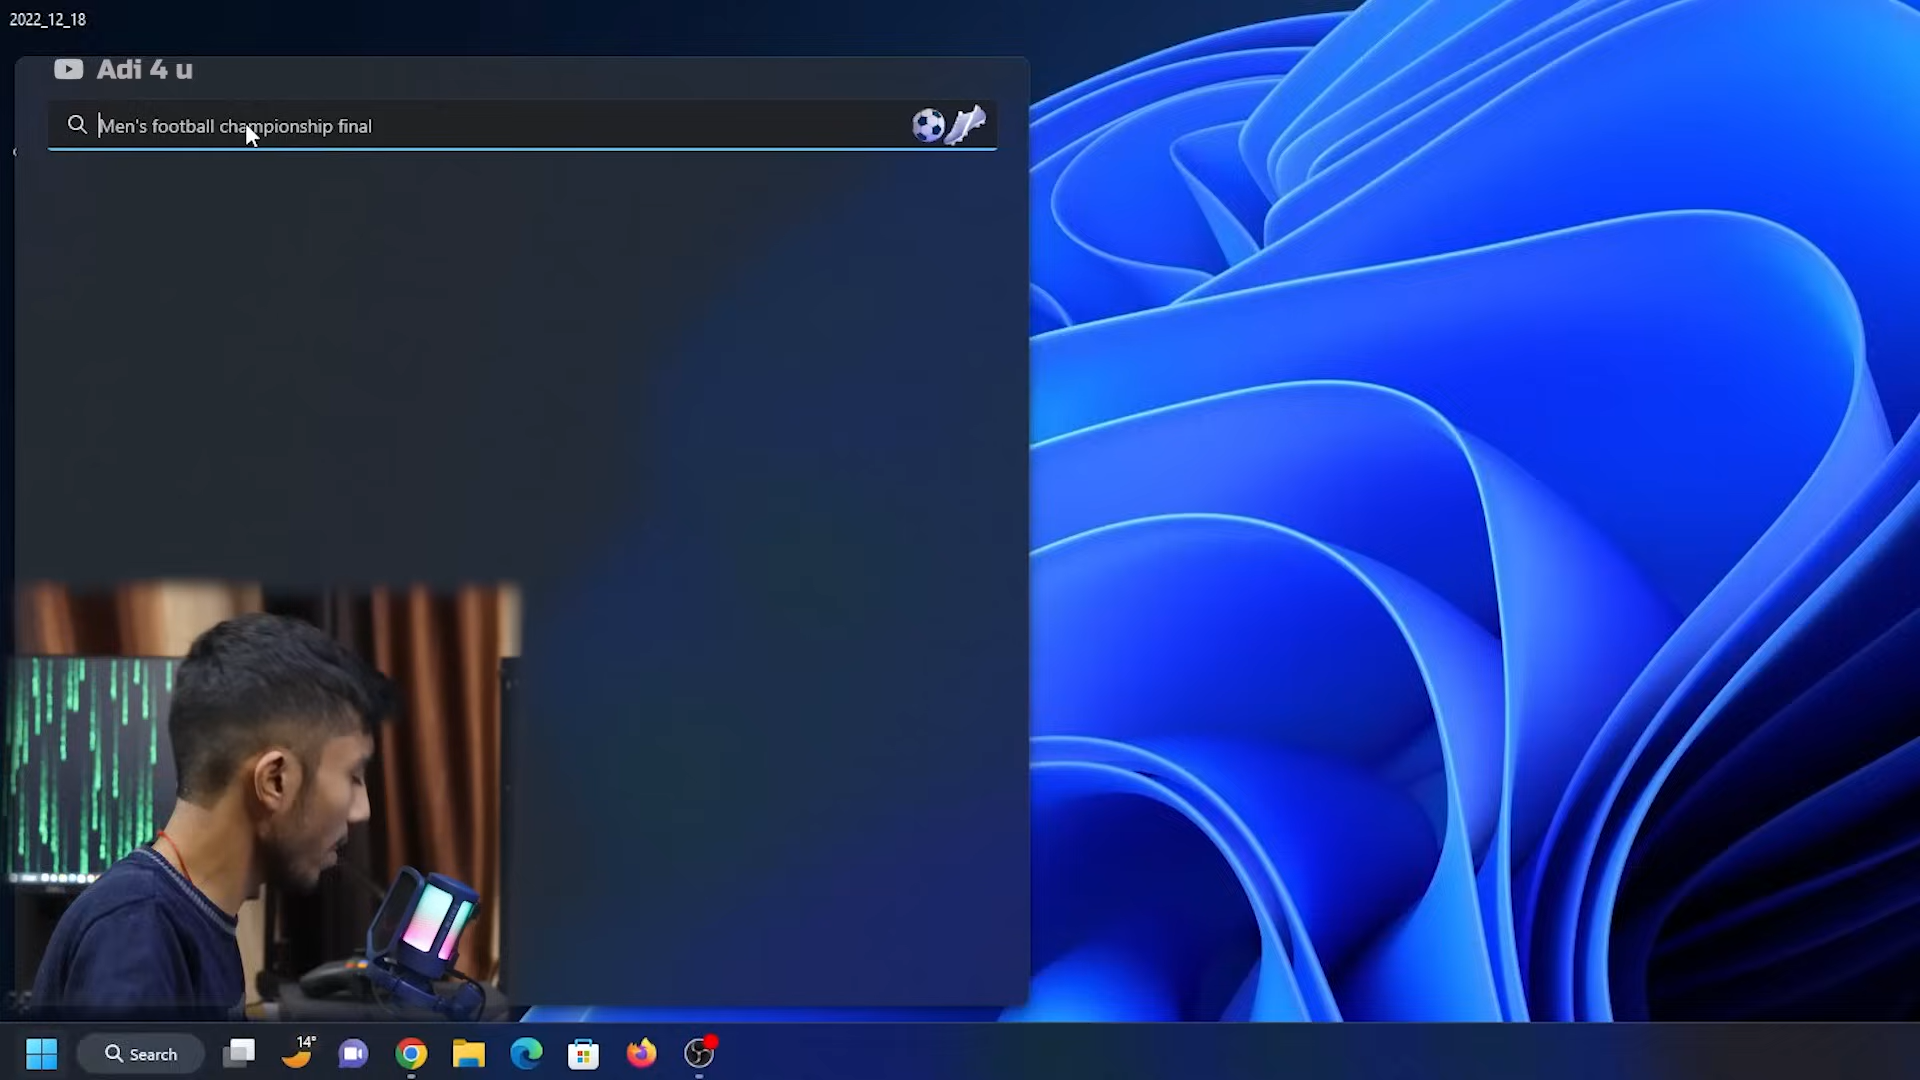 2022_12_18
Adi 4 u
Men's football championship final
Search
14°